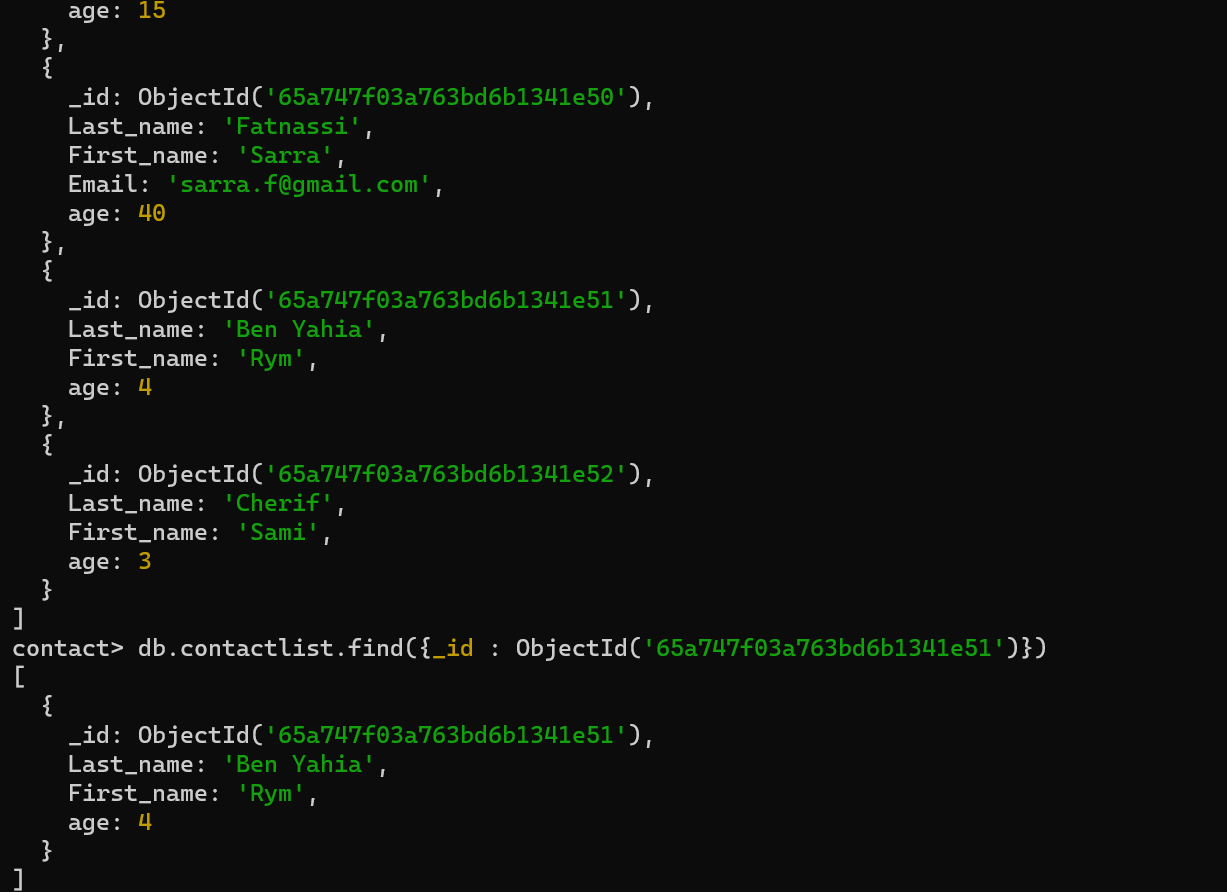 age: 15
  },
  {
    _id: ObjectId('65a747f03a763bd6b1341e50'),
    Last_name: 'Fatnassi',
    First_name: 'Sarra',
    Email: 'sarra.f@gmail.com',
    age: 40
  },
  {
    _id: ObjectId('65a747f03a763bd6b1341e51'),
    Last_name: 'Ben Yahia',
    First_name: 'Rym',
    age: 4
  },
  {
    _id: ObjectId('65a747f03a763bd6b1341e52'),
    Last_name: 'Cherif',
    First_name: 'Sami',
    age: 3
  }
]
contact> db.contactlist.find({_id : ObjectId('65a747f03a763bd6b1341e51')})
[
  {
    _id: ObjectId('65a747f03a763bd6b1341e51'),
    Last_name: 'Ben Yahia',
    First_name: 'Rym',
    age: 4
  }
]